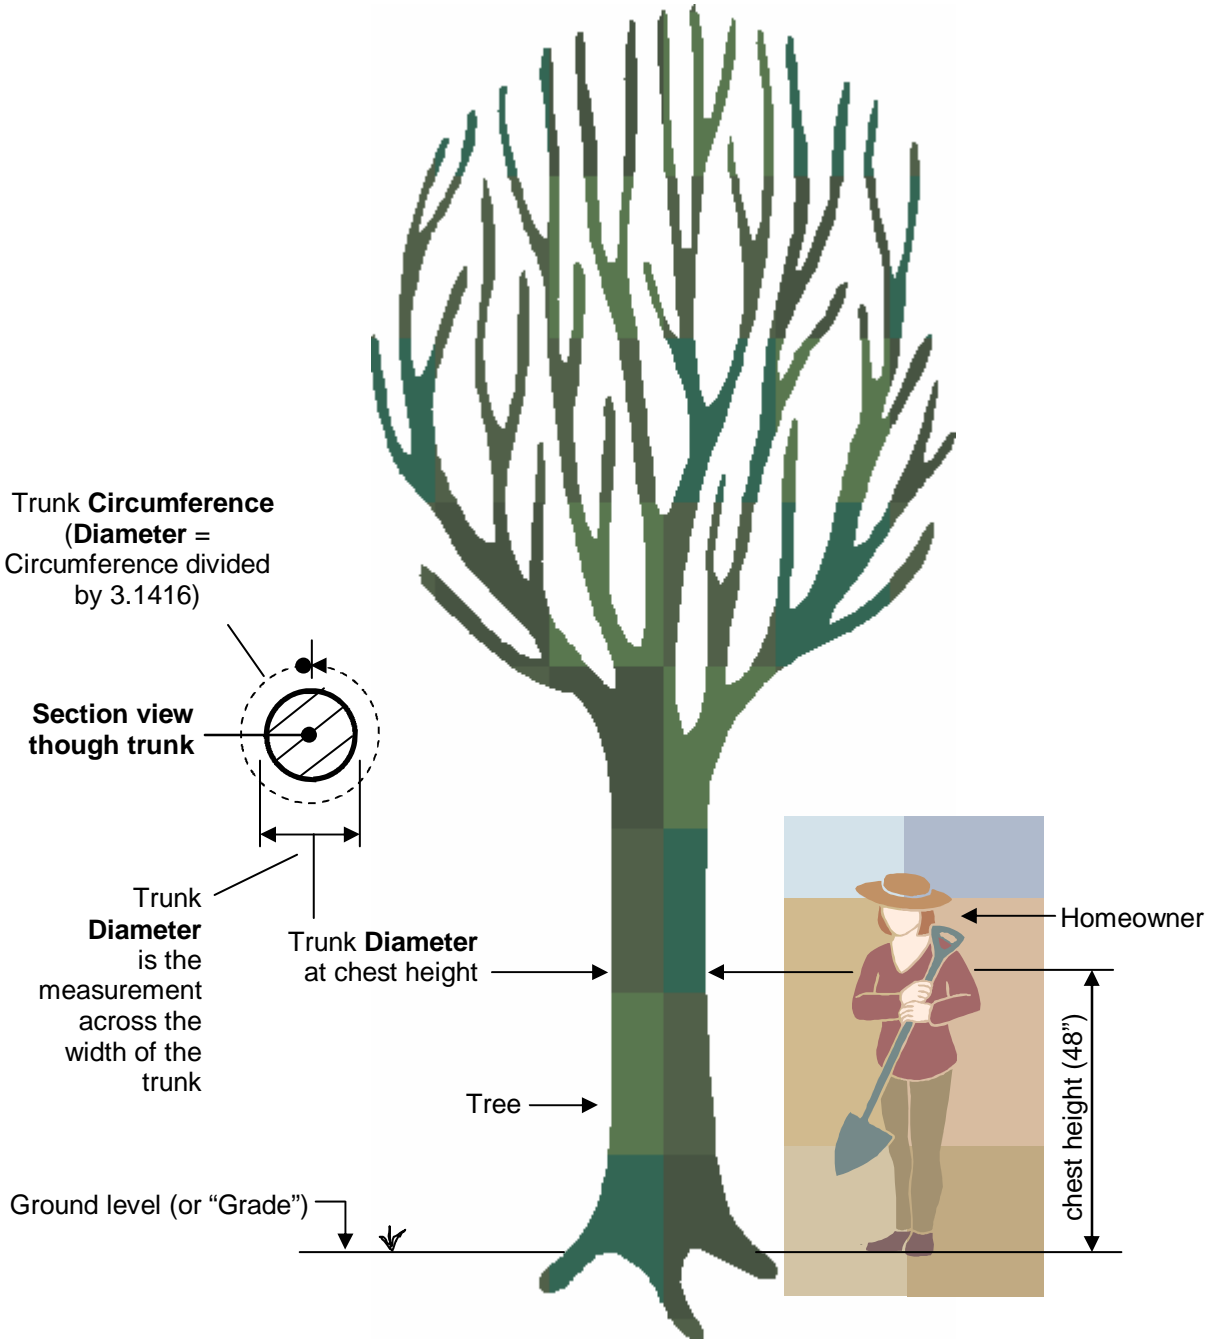 Trunk Circumference
(Diameter =
Circumference divided
by 3.1416)
Section view
though trunk
Trunk
Diameter
is the
measurement
across the
width of the
trunk
Trunk Diameter
at chest height
Homeowner
chest height (48”)
Tree
Ground level (or “Grade”)